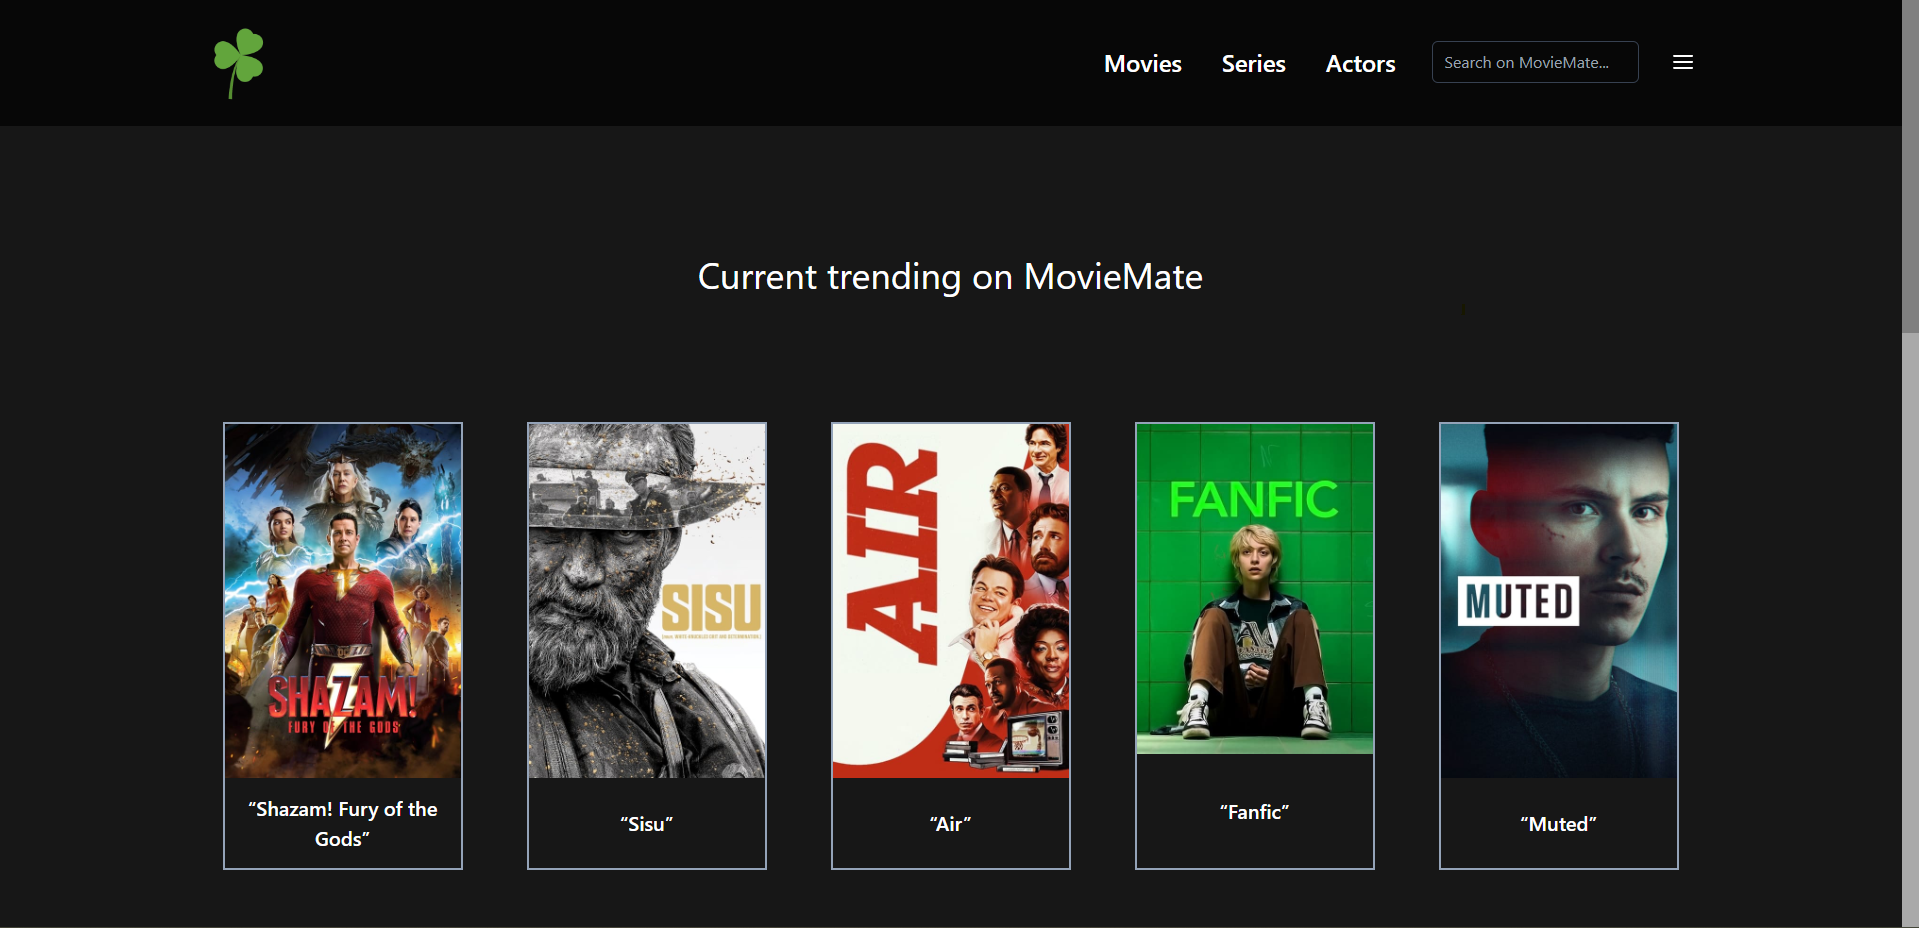 Movies
Series
Actors
Search on MovieMate...
Current trending on MovieMate
SHAZAM!
FURY OF THE GODS
“Shazam! Fury of the
Gods”
SISU
“Sisu”
AIR
“Air”
FANFIC
“Fanfic”
MUTED
“Muted”